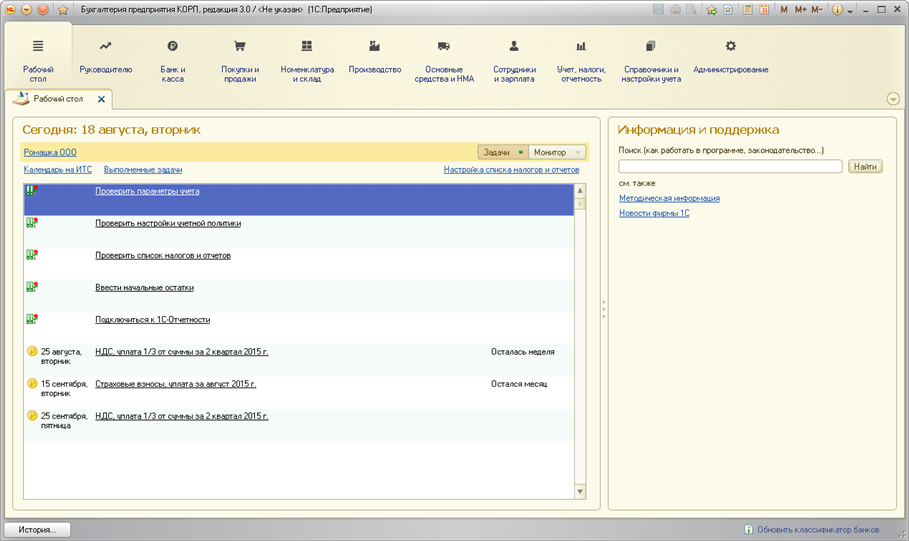 Бухгалтерия предприятия КОРП, редакция 3.0 / <Не указан> (1С:Предприятие)
M M+ M-
Рабочий
стол
Руководителю
Банк и
касса
Покупки и
продажи
Номенклатура
и склад
Производство
Основные
средства и НМА
Сотрудники
и зарплата
Учет, налоги,
отчетность
Справочники и
настройки учета
Администрирование
Рабочий стол
Сегодня: 18 августа, вторник
Ромашка ООО
Задачи
Монитор
Календарь на ИТС
Выполненные задачи
Настройка списка налогов и отчетов
Проверить параметры учета
Проверить настройки учетной политики
Проверить список налогов и отчетов
Ввести начальные остатки
Подключиться к 1С-Отчетности
25 августа,
вторник
НДС, уплата 1/3 от суммы за 2 квартал 2015 г.
Осталась неделя
15 сентября,
вторник
Страховые взносы, уплата за август 2015 г.
Остался месяц
25 сентября,
пятница
НДС, уплата 1/3 от суммы за 2 квартал 2015 г.
Информация и поддержка
Поиск (как работать в программе, законодательство...)
Найти
см. также
Методическая информация
Новости фирмы 1С
История...
Обновить классификатор банков